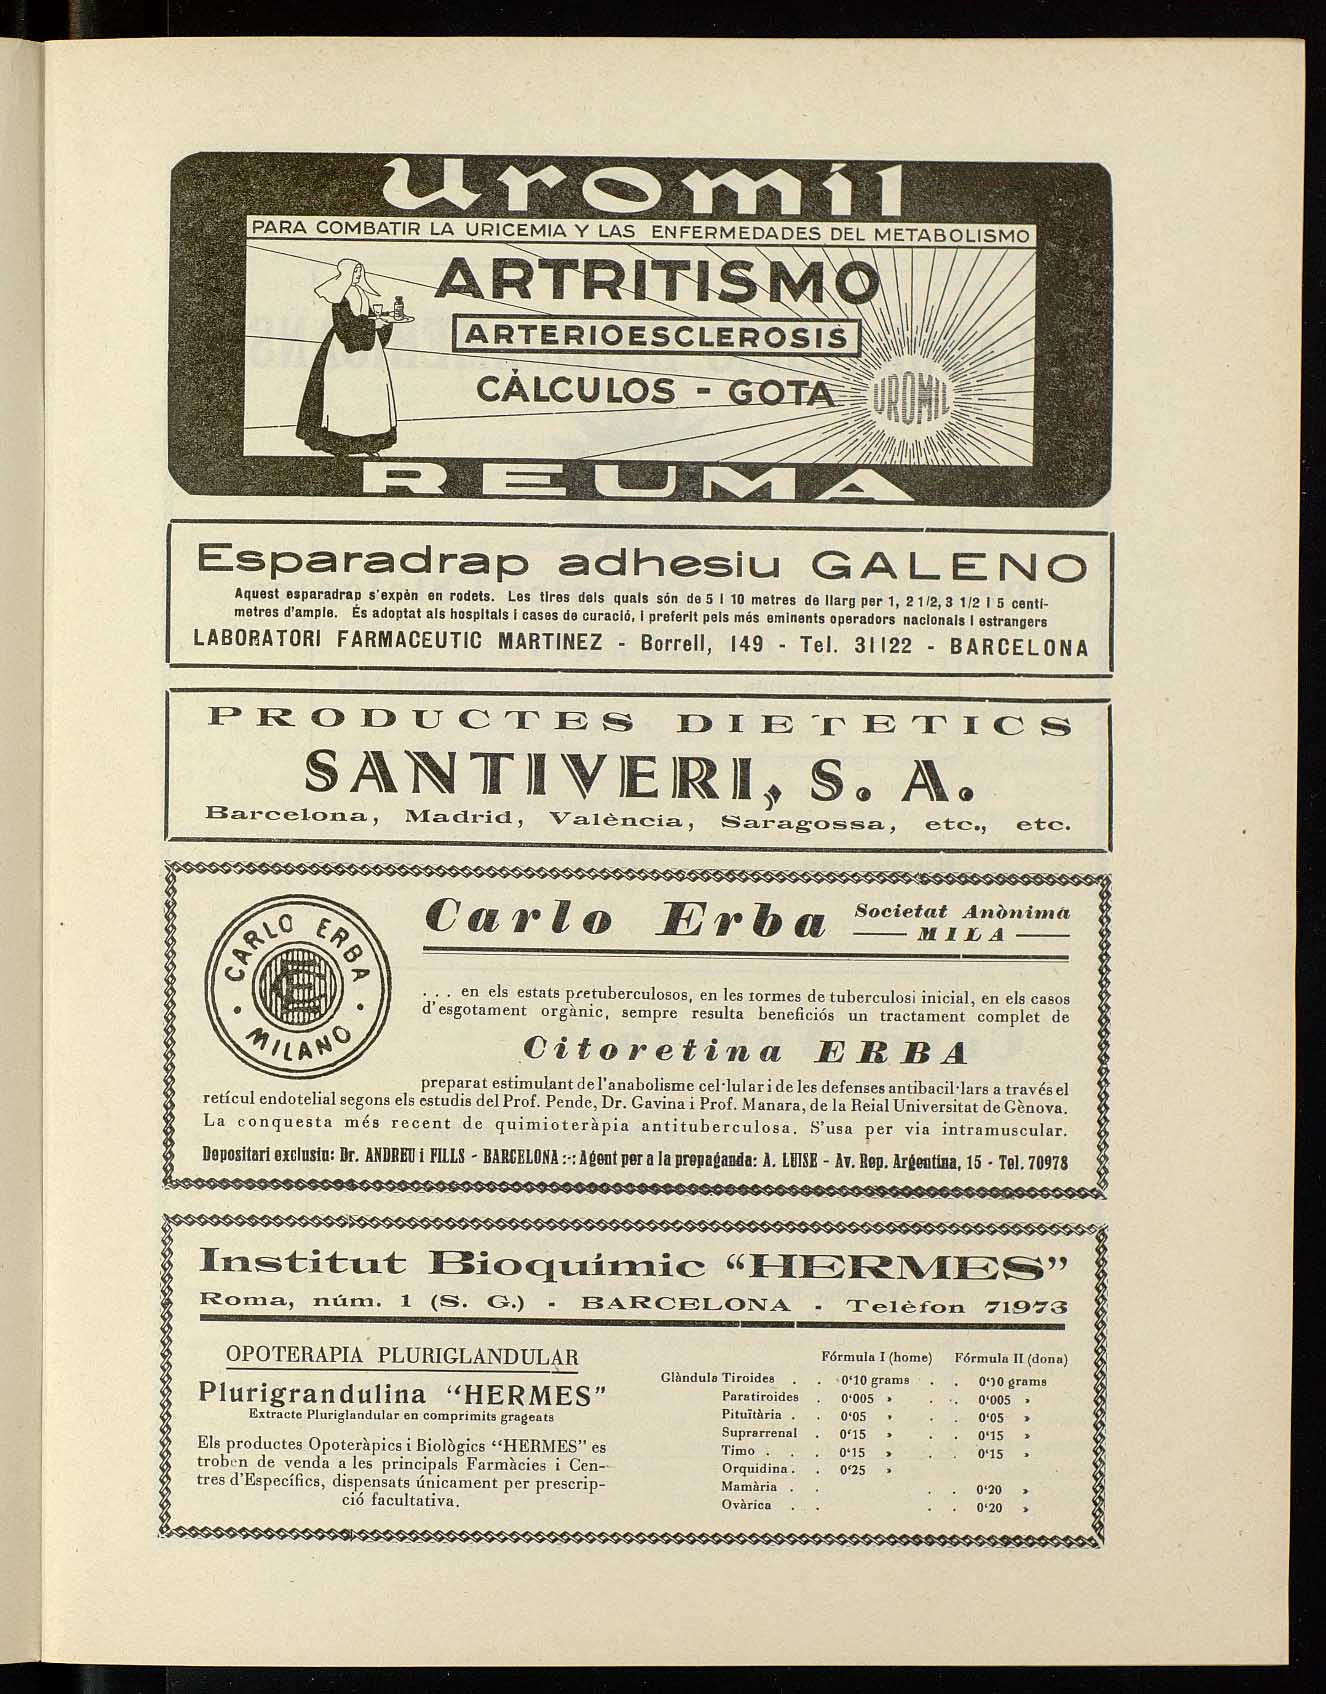 Uromil
PARA COMBATIR LA URICEMIA Y LAS ENFERMEDADES DEL METABOLISMO
ARTRITISMO
ARTERIOESCLEROSIS
CÁLCULOS - GOTA
UROMIL
REUMA
Esparadrap adhesiu GALENO
Aquest esparadrap s'expèn en rodets. Les tires dels quals són de 5 i 10 metres de llarg per 1, 2 1/2, 3 1/2 i 5 centí-
metres d'ample. És adoptat als hospitals i cases de curació, i preferit pels més eminents operadors nacionals i estrangers
LABORATORI FARMACEUTIC MARTINEZ - Borrell, 149 - Tel. 31122 - BARCELONA
PRODUCTES DIETETICS
SANTIVERI, S. A.
Barcelona, Madrid, València, Saragossa, etc., etc.
CARLO ERBA
CE
· MILANO ·
Carlo Erba Societat Anònima
MILA
. . . en els estats pretuberculosos, en les formes de tuberculosi inicial, en els casos
d'esgotament orgànic, sempre resulta beneficiós un tractament complet de
Citoretina ERBA
preparat estimulant de l'anabolisme cel·lular i de les defenses antibacil·lars a través el
retícul endotelial segons els estudis del Prof. Pende, Dr. Gavina i Prof. Manara, de la Reial Universitat de Gènova.
La conquesta més recent de quimioteràpia antituberculosa. S'usa per via intramuscular.
Depositari exclusiu: Dr. ANDREU i FILLS - BARCELONA :-: Agent per a la propaganda: A. LUISE - Av. Rep. Argentina, 15 - Tel. 70978
Institut Bioquímic "HERMES"
Roma, núm. 1 (S. G.) - BARCELONA - Telèfon 71973
OPOTERAPIA PLURIGLANDULAR
Plurigrandulina "HERMES"
Extracte Pluriglandular en comprimits grageats
Els productes Opoteràpics i Biològics "HERMES" es
troben de venda a les principals Farmàcies i Cen-
tres d'Específics, dispensats únicament per prescrip-
ció facultativa.
Fórmula I (home) Fórmula II (dona)
Glàndula Tiroides . . 0'10 grams . . 0'10 grams
Paratiroides . 0'005 » . . 0'005 »
Pituïtària . . 0'05 » . . 0'05 »
Suprarrenal . 0'15 » . . 0'15 »
Timo . . . 0'15 » . . 0'15 »
Orquidina . . 0'25 »
Mamària . . . . 0'20 »
Ovàrica . . . . 0'20 »